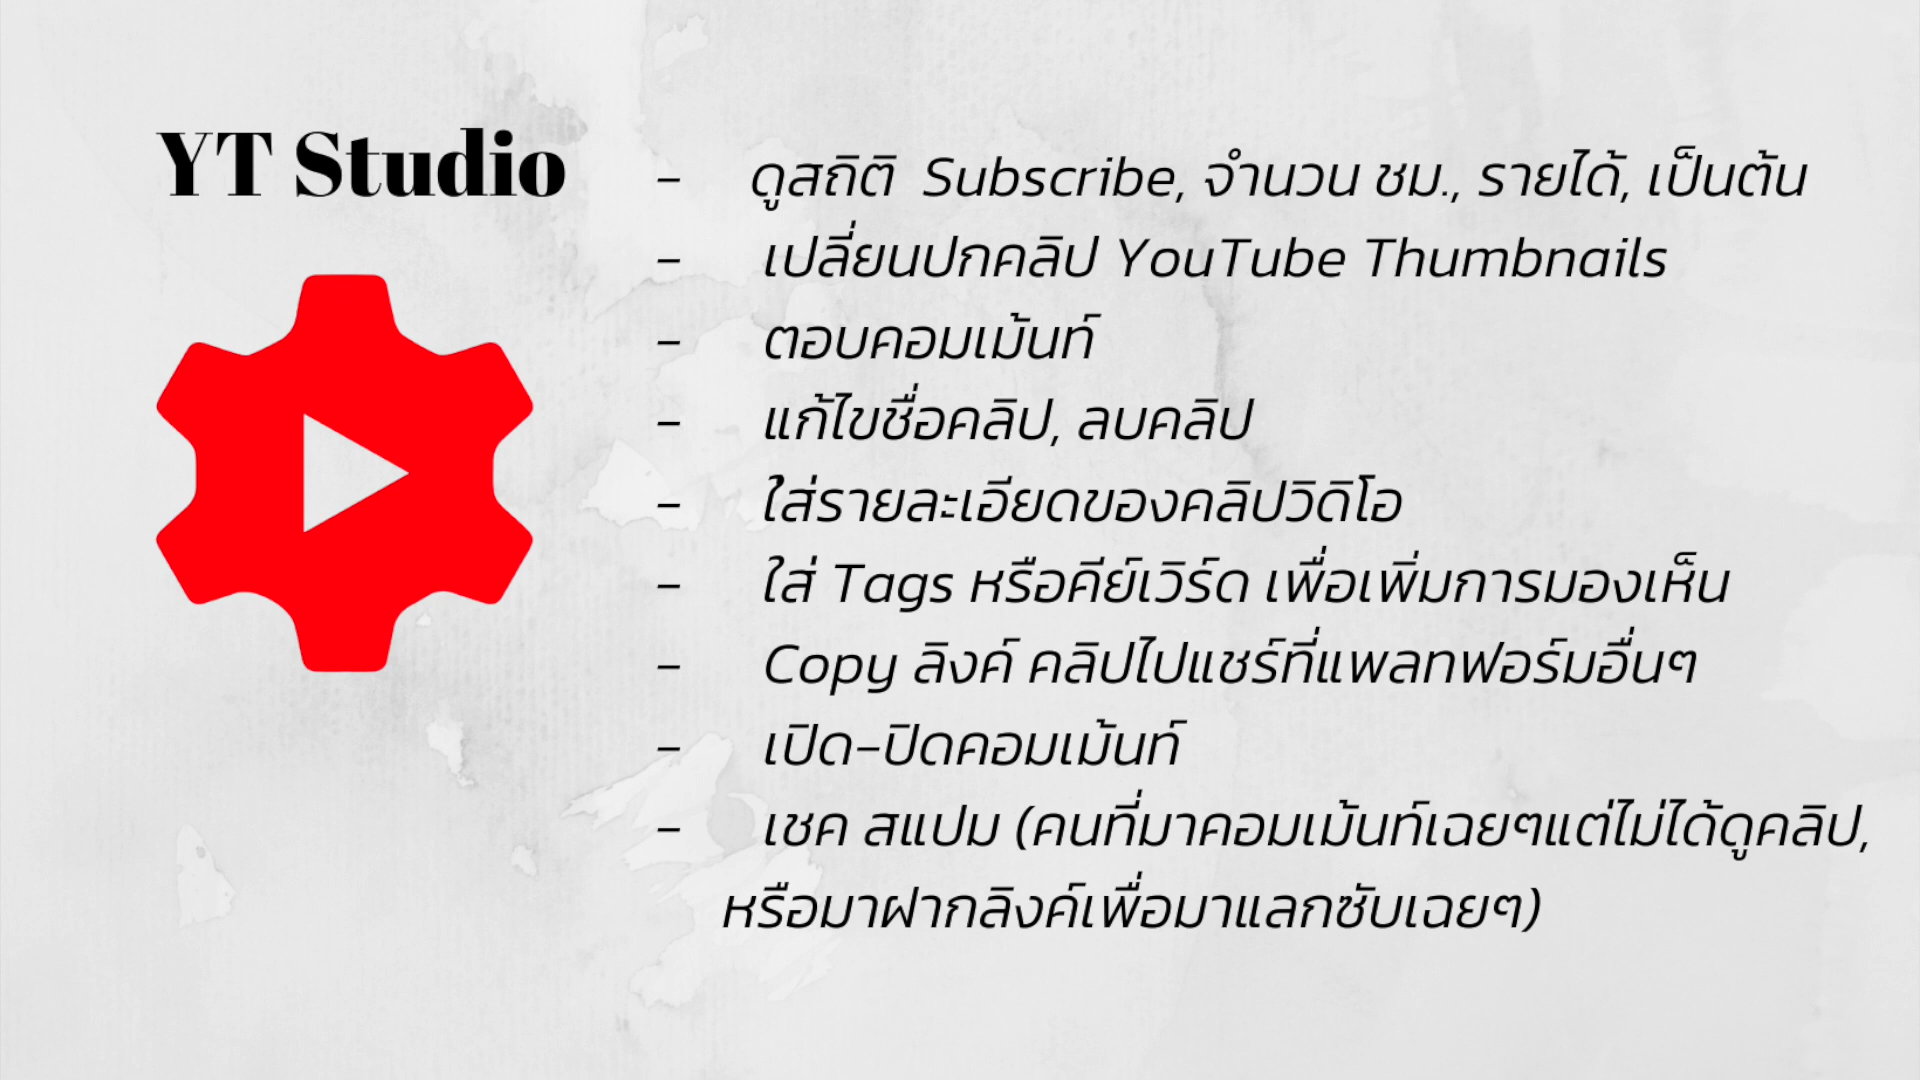 YT Studio
- ดูสถิติ Subscribe, จำนวน ชม., รายได้, เป็นต้น
- เปลี่ยนปกคลิป YouTube Thumbnails
- ตอบคอมเม้นท์
- แก้ไขชื่อคลิป, ลบคลิป
- ใส่รายละเอียดของคลิปวิดิโอ
- ใส่ Tags หรือคีย์เวิร์ด เพื่อเพิ่มการมองเห็น
- Copy ลิงค์ คลิปไปแชร์ที่แพลทฟอร์มอื่นๆ
- เปิด-ปิดคอมเม้นท์
- เชค สแปม (คนที่มาคอมเม้นท์เฉยๆแต่ไม่ได้ดูคลิป,
หรือมาฝากลิงค์เพื่อมาแลกซับเฉยๆ)